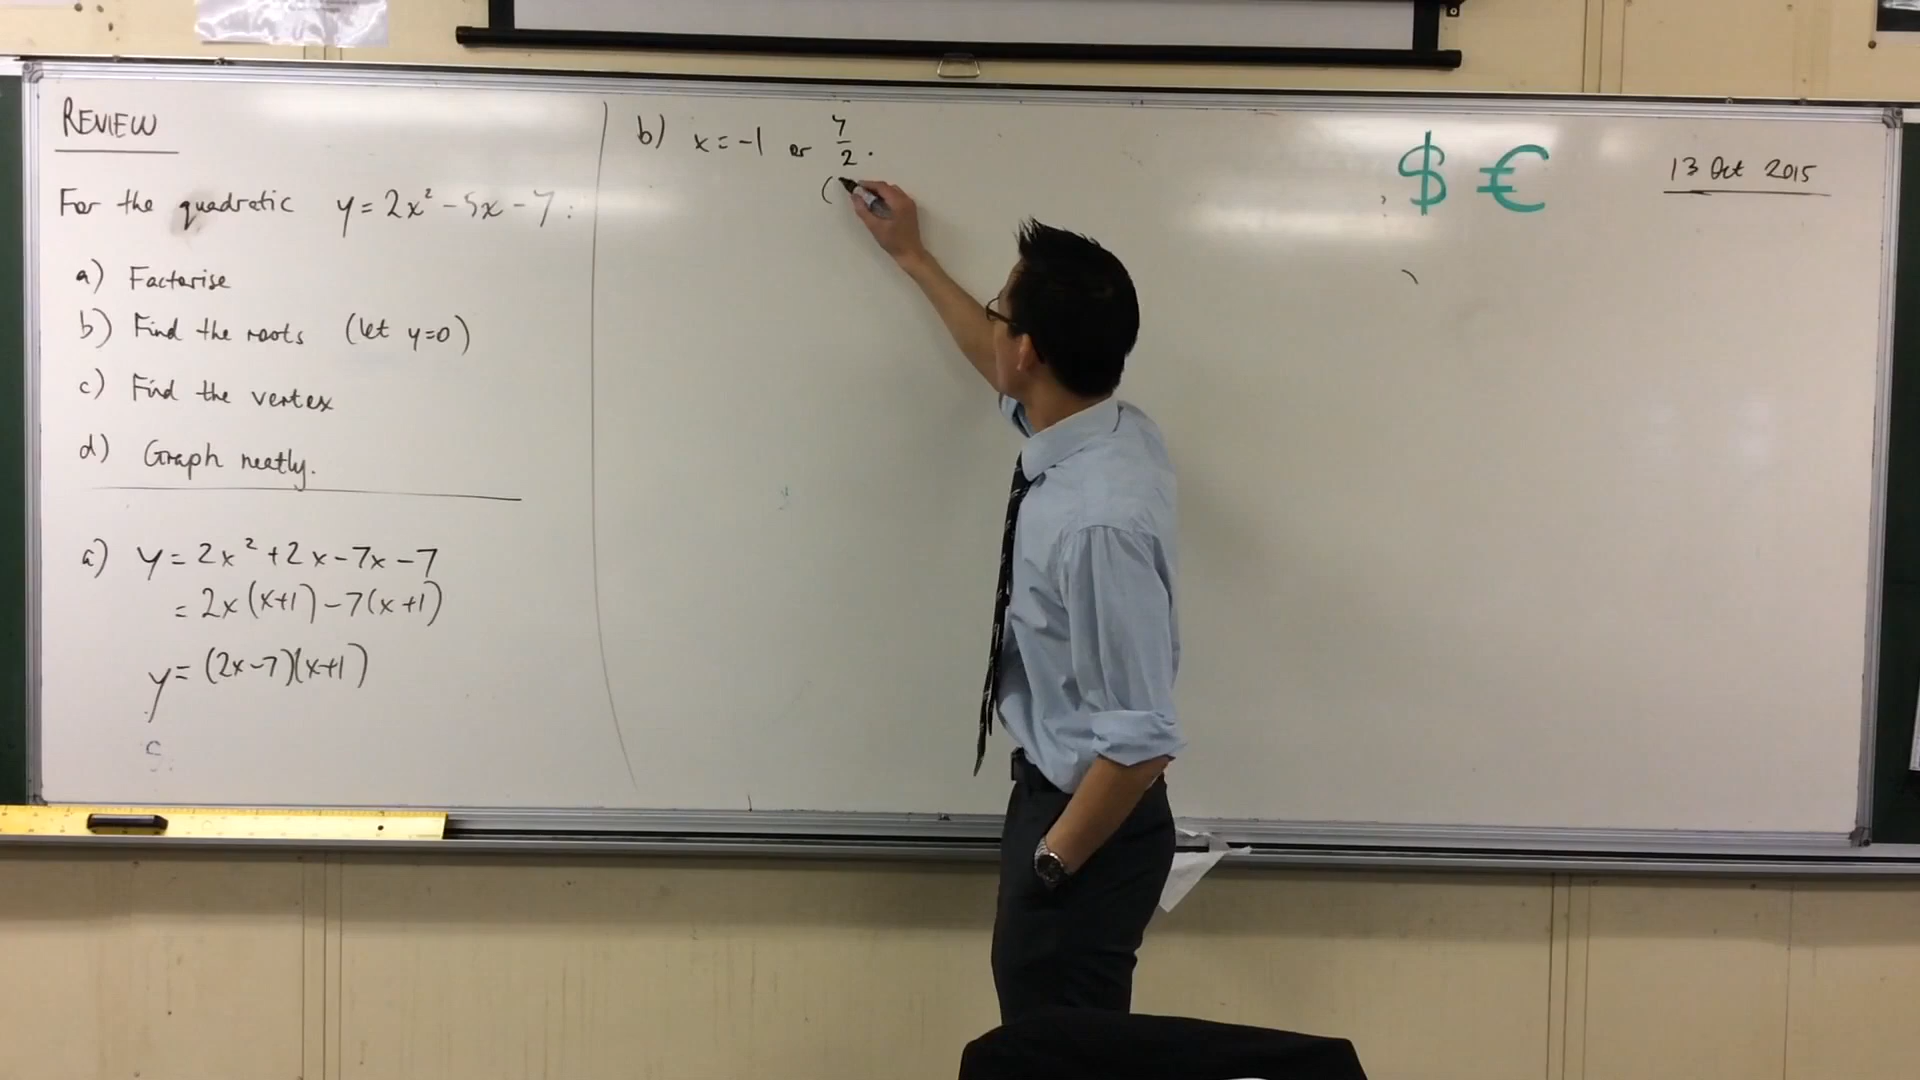 REVIEW
For the quadratic y = 2x² - 5x - 7 :
a) Factorise
b) Find the roots (let y=0)
c) Find the vertex
d) Graph neatly.
a) y = 2x² + 2x - 7x - 7
= 2x(x+1) - 7(x+1)
y = (2x-7)(x+1)
b) x = -1 or 7/2.
(
$ €
13 Oct 2015